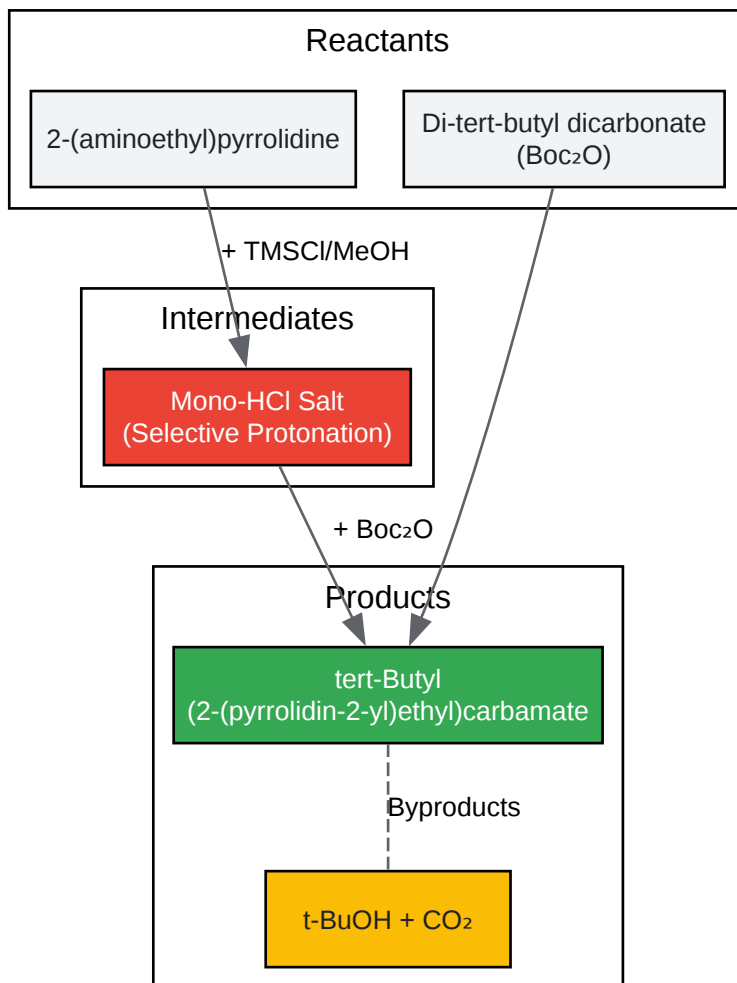 Reactants
2-(aminoethyl)pyrrolidine
Di-tert-butyl dicarbonate
(Boc₂O)
+ TMSCl/MeOH
Intermediates
Mono-HCl Salt
(Selective Protonation)
+ Boc₂O
Products
tert-Butyl
(2-(pyrrolidin-2-yl)ethyl)carbamate
Byproducts
t-BuOH + CO₂